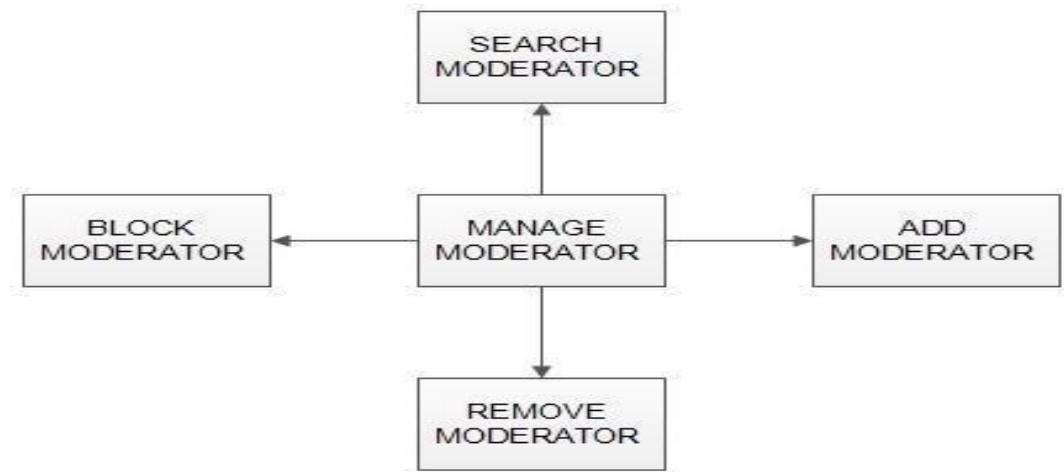 SEARCH
MODERATOR
BLOCK
MODERATOR
MANAGE
MODERATOR
ADD
MODERATOR
REMOVE
MODERATOR